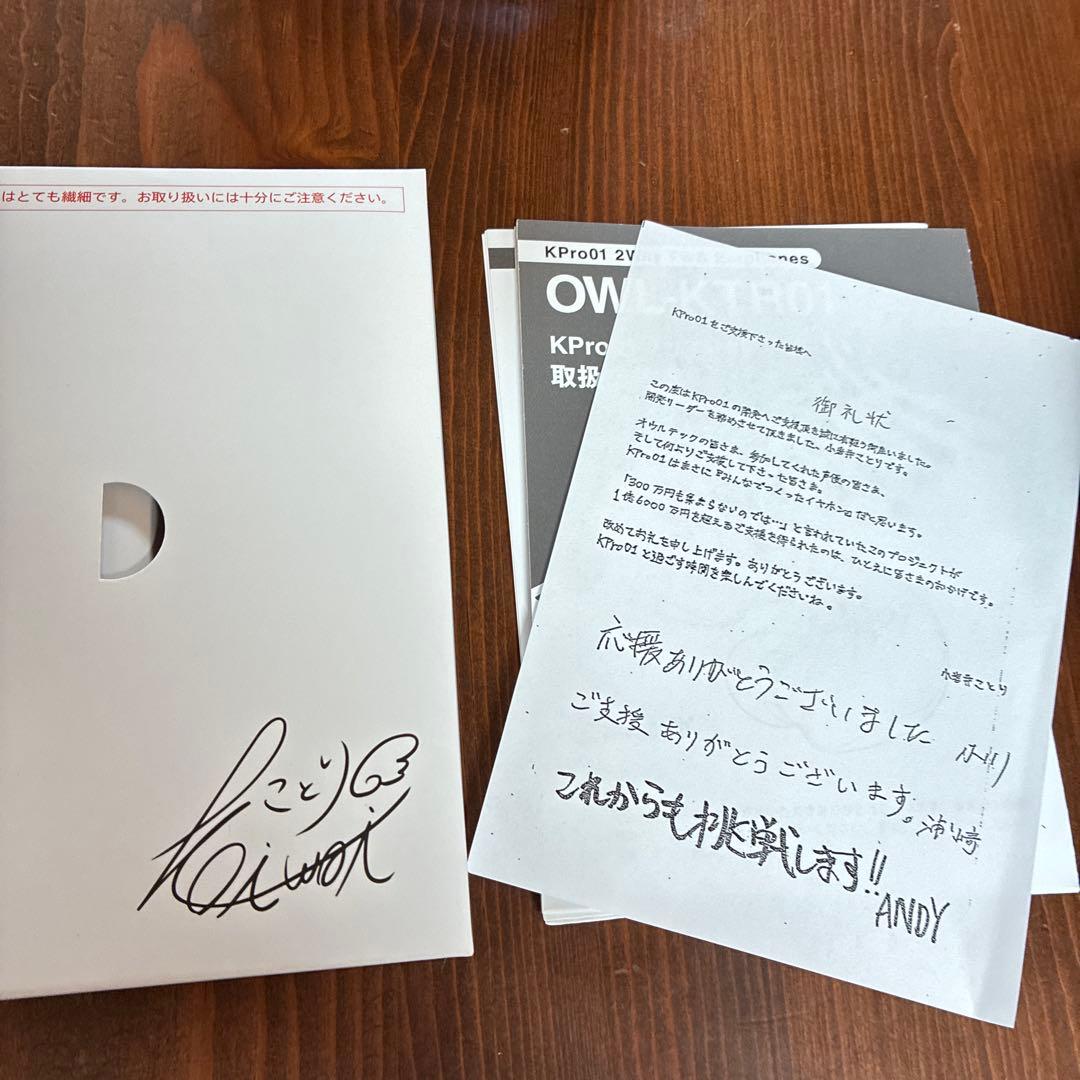 はとても繊細です。お取り扱いには十分にご注意ください。
ことり
Koiwai
KPro01 2Way
OWL-KTH01
KPro
取扱
KPro01をご支援下さった皆様へ
御礼状
この度はKPro01の開発へご支援頂き誠に有難う御座いました。
開発リーダーを務めさせて頂きました、小岩井ことりです。
オウルテックの皆さま、参加してくれた声優の皆さま、
そして何よりご支援して下さった皆さま。
KPro01はまさに『みんなでつくったイヤホン』だと思います。
「300万円も集まらないのでは…」と言われていたこのプロジェクトが
1億6000万円を超えるご支援を得られたのは、ひとえに皆さまのおかげです。
改めてお礼を申し上げます。ありがとうございます。
KPro01と過ごす時間を楽しんでくださいね。
小岩井ことり
応援ありがとうございました
ご支援ありがとうございます。浦崎
これからも挑戦します!!
ANDY